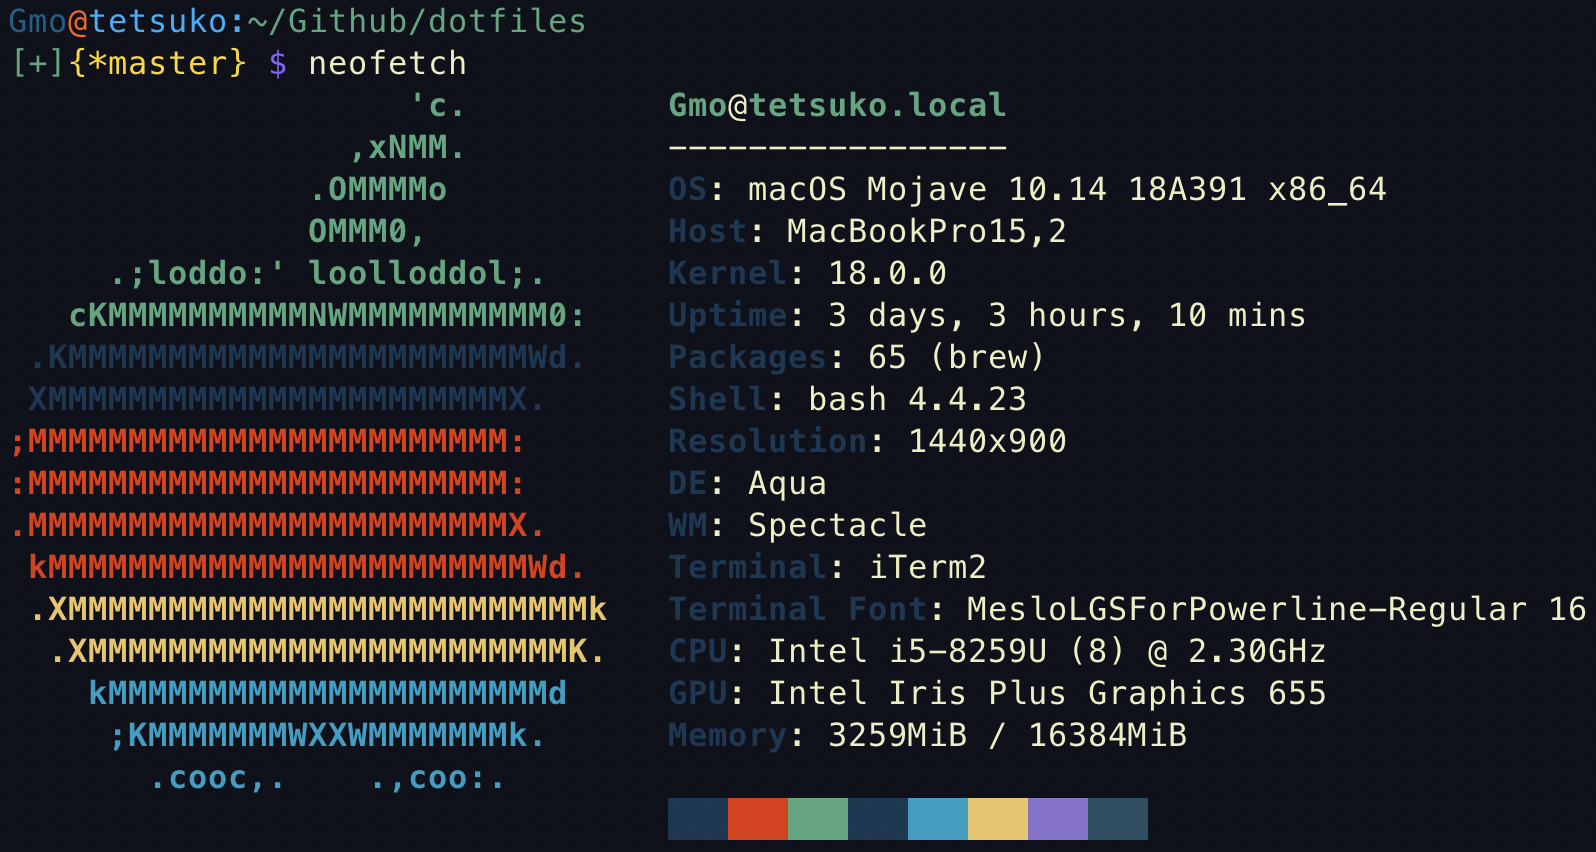 Gmo@tetsuko:~/Github/dotfiles
[+]{*master} $ neofetch
                    'c.          Gmo@tetsuko.local
                 ,xNMM.          -----------------
               .OMMMMo           OS: macOS Mojave 10.14 18A391 x86_64
               OMMM0,            Host: MacBookPro15,2
     .;loddo:' loolloddol;.      Kernel: 18.0.0
   cKMMMMMMMMMMNWMMMMMMMMMM0:    Uptime: 3 days, 3 hours, 10 mins
 .KMMMMMMMMMMMMMMMMMMMMMMMWd.    Packages: 65 (brew)
 XMMMMMMMMMMMMMMMMMMMMMMMX.      Shell: bash 4.4.23
;MMMMMMMMMMMMMMMMMMMMMMMM:       Resolution: 1440x900
:MMMMMMMMMMMMMMMMMMMMMMMM:       DE: Aqua
.MMMMMMMMMMMMMMMMMMMMMMMMX.      WM: Spectacle
 kMMMMMMMMMMMMMMMMMMMMMMMMWd.    Terminal: iTerm2
 .XMMMMMMMMMMMMMMMMMMMMMMMMMMk   Terminal Font: MesloLGSForPowerline-Regular 16
  .XMMMMMMMMMMMMMMMMMMMMMMMMK.   CPU: Intel i5-8259U (8) @ 2.30GHz
    kMMMMMMMMMMMMMMMMMMMMMMd     GPU: Intel Iris Plus Graphics 655
     ;KMMMMMMMWXXWMMMMMMMk.      Memory: 3259MiB / 16384MiB
       .cooc,.    .,coo:.